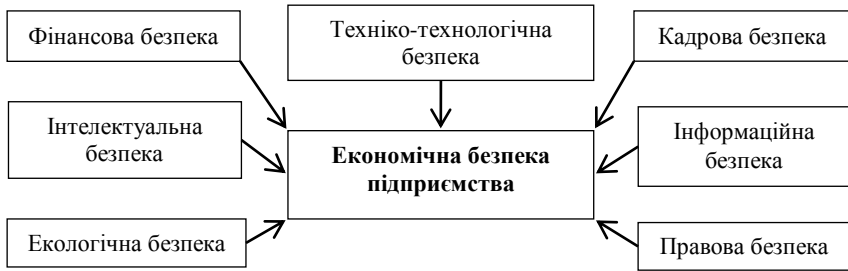 Фінансова безпека
Техніко-технологічна
безпека
Кадрова безпека
Інтелектуальна
безпека
Економічна безпека
підприємства
Інформаційна
безпека
Екологічна безпека
Правова безпека